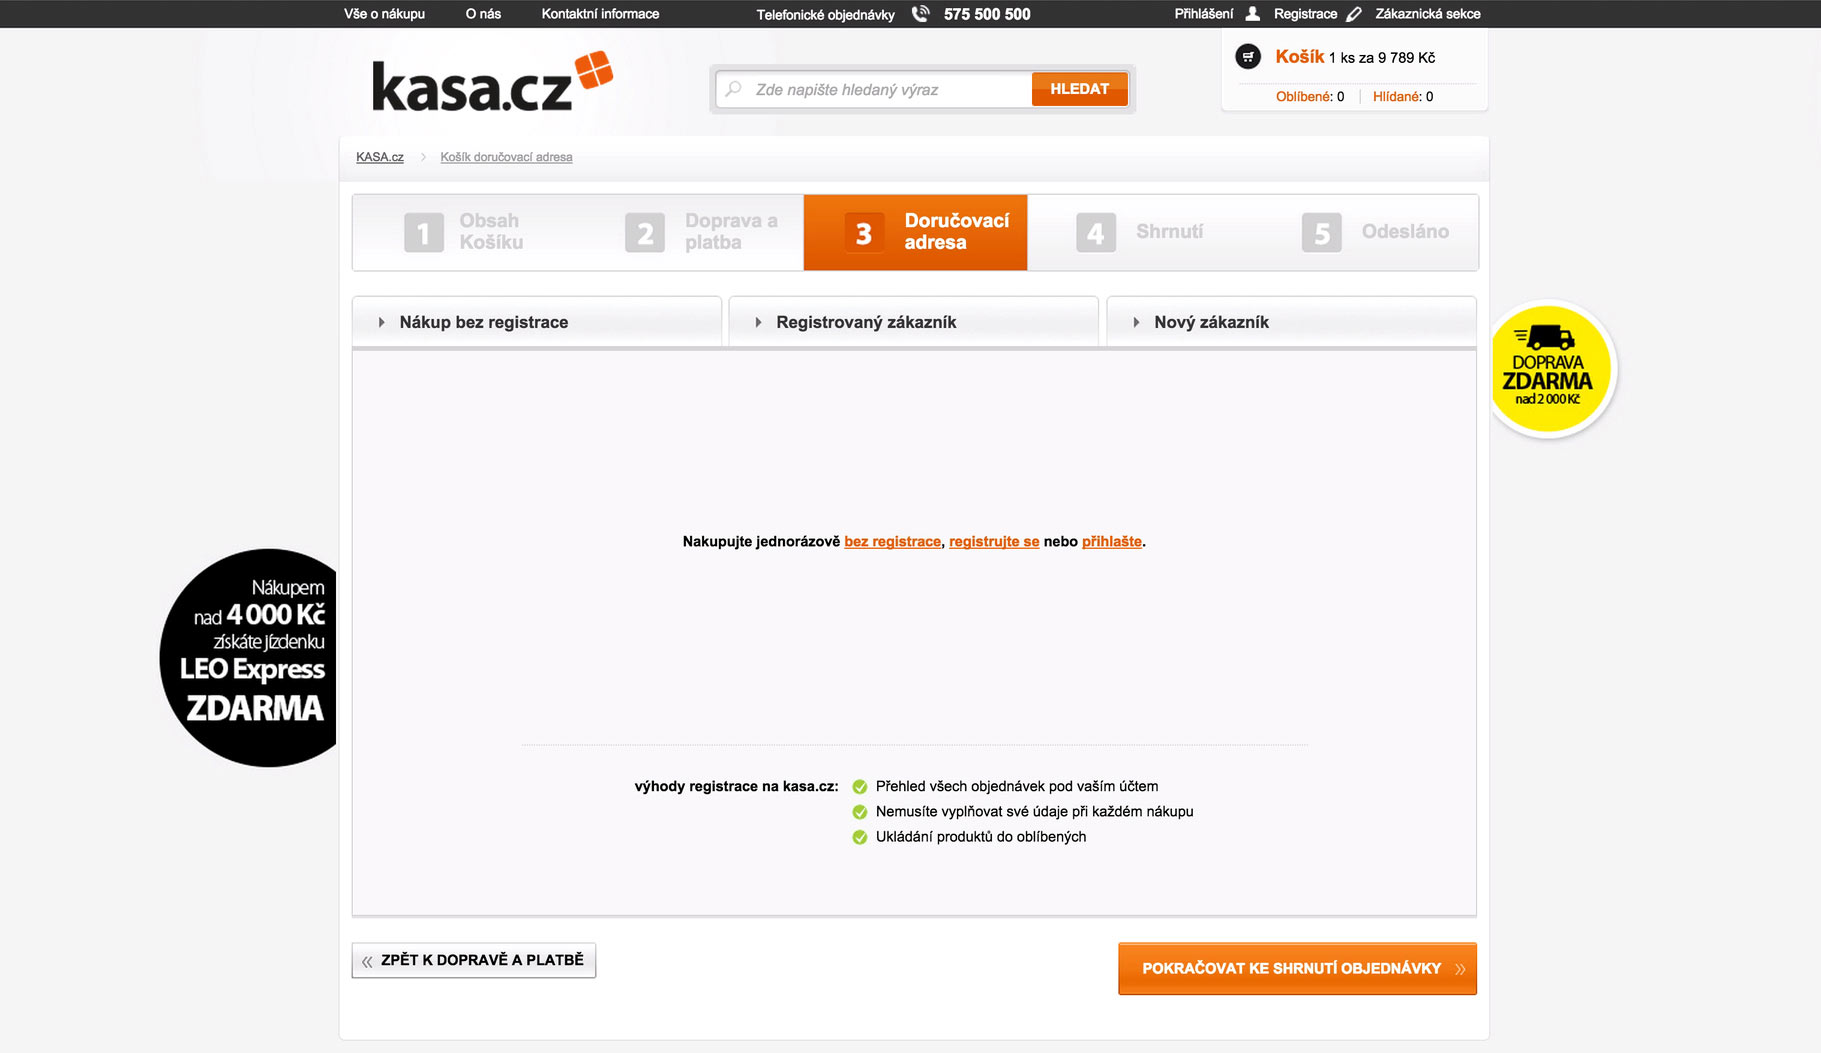 Vše o nákupu O nás Kontaktní informace Telefonické objednávky 575 500 500 Přihlášení Registrace Zákaznická sekce
kasa.cz
Zde napište hledaný výraz HLEDAT
Košík 1 ks za 9 789 Kč
Oblíbené: 0 Hlídané: 0
KASA.cz Košík doručovací adresa
1 Obsah Košíku
2 Doprava a platba
3 Doručovací adresa
4 Shrnutí
5 Odesláno
Nákup bez registrace Registrovaný zákazník Nový zákazník
DOPRAVA
ZDARMA
nad 2 000 Kč
Nakupujte jednorázově bez registrace, registrujte se nebo přihlašte.
Nákupem
nad 4 000 Kč
získáte jízdenku
LEO Express
ZDARMA
výhody registrace na kasa.cz: Přehled všech objednávek pod vaším účtem
Nemusíte vyplňovat své údaje při každém nákupu
Ukládání produktů do oblíbených
« ZPĚT K DOPRAVĚ A PLATBĚ
POKRAČOVAT KE SHRNUTÍ OBJEDNÁVKY »